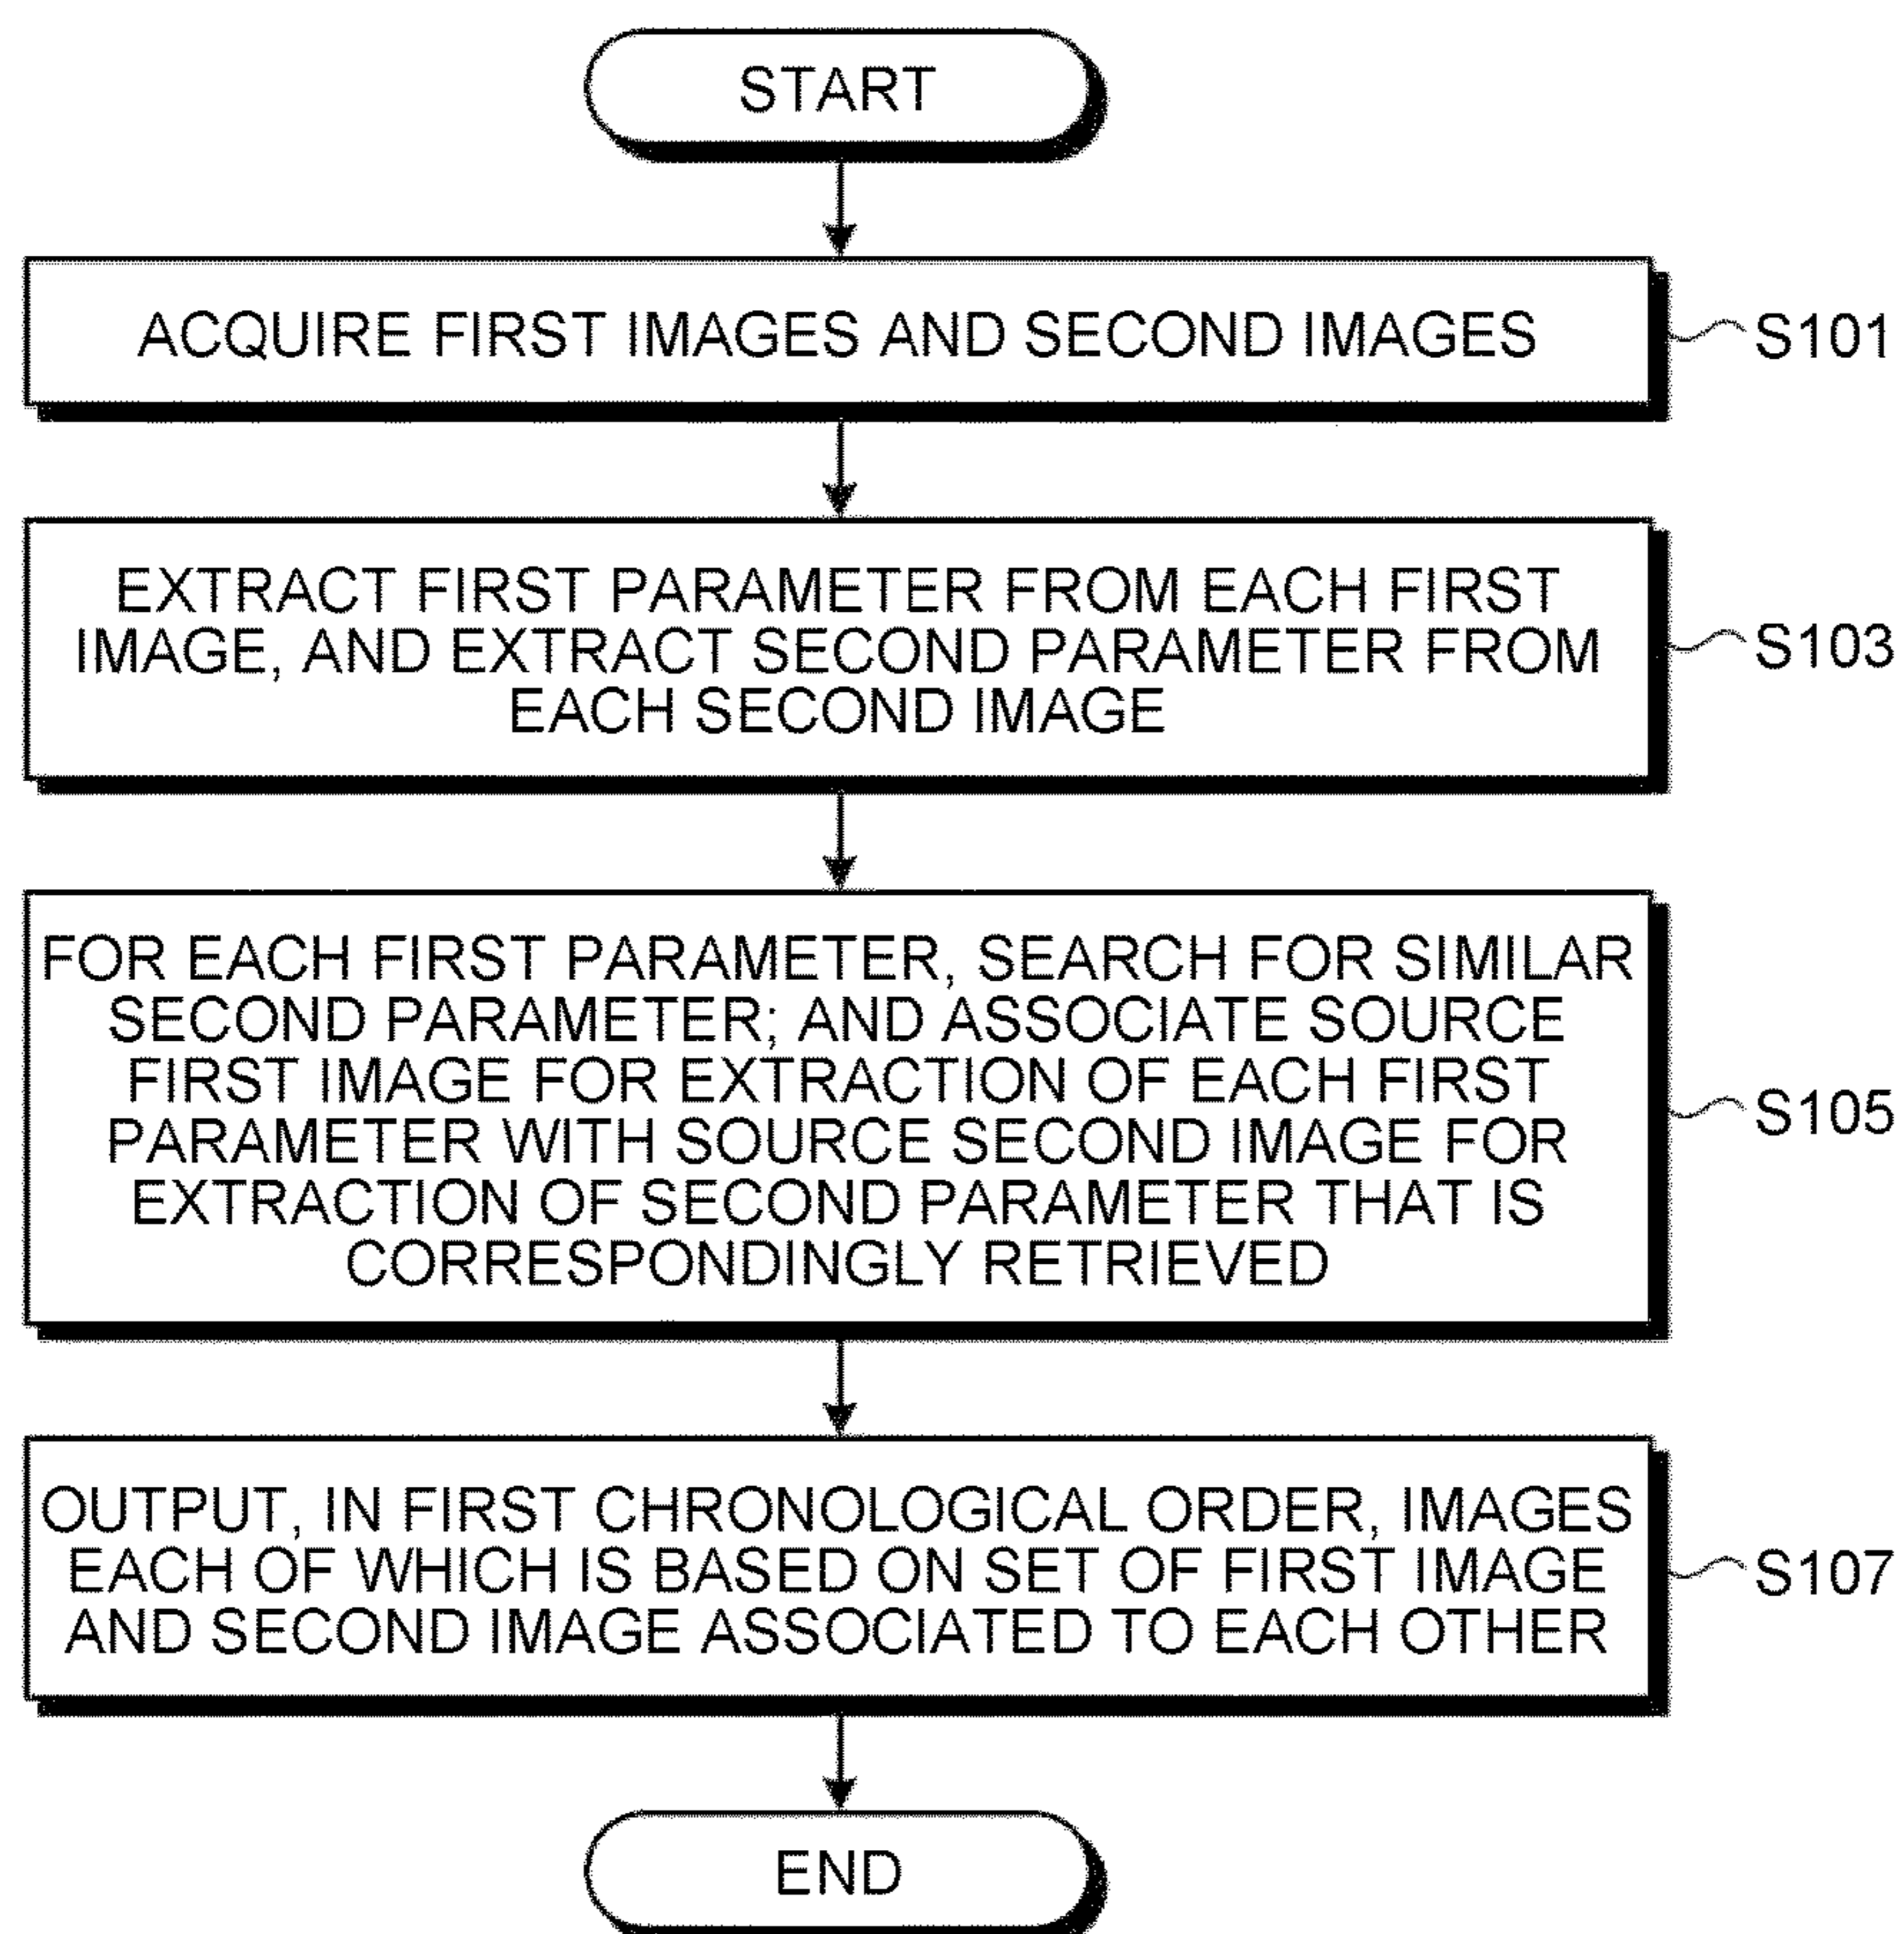 START
ACQUIRE FIRST IMAGES AND SECOND IMAGES
S101
EXTRACT FIRST PARAMETER FROM EACH FIRST
IMAGE, AND EXTRACT SECOND PARAMETER FROM
EACH SECOND IMAGE
S103
FOR EACH FIRST PARAMETER, SEARCH FOR SIMILAR
SECOND PARAMETER; AND ASSOCIATE SOURCE
FIRST IMAGE FOR EXTRACTION OF EACH FIRST
PARAMETER WITH SOURCE SECOND IMAGE FOR
EXTRACTION OF SECOND PARAMETER THAT IS
CORRESPONDINGLY RETRIEVED
S105
OUTPUT, IN FIRST CHRONOLOGICAL ORDER, IMAGES
EACH OF WHICH IS BASED ON SET OF FIRST IMAGE
AND SECOND IMAGE ASSOCIATED TO EACH OTHER
S107
END